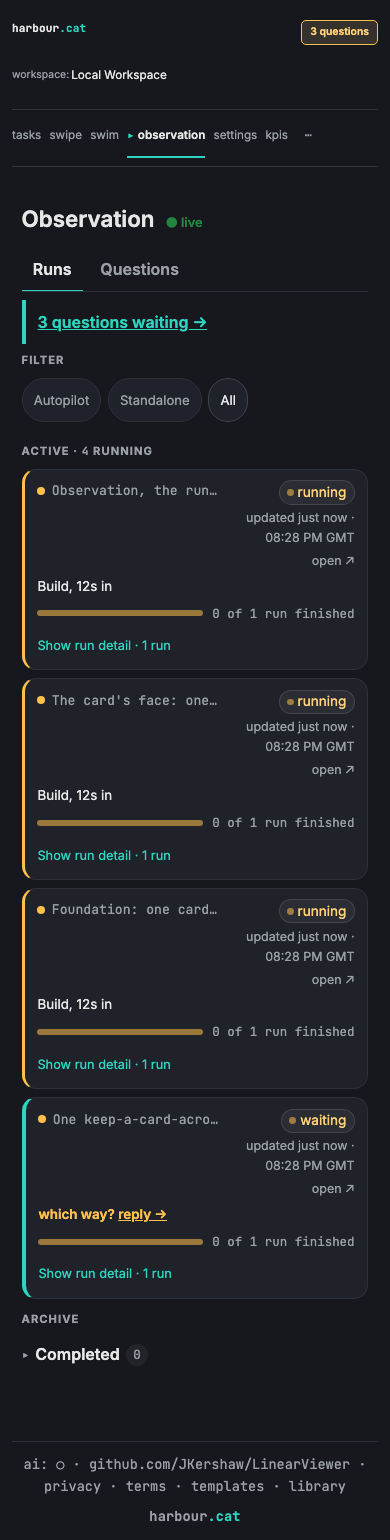 harbour.cat
3 questions
workspace: Local Workspace
tasks swipe swim ▸ observation settings kpis ⋯
Observation ● live
Runs Questions
3 questions waiting →
FILTER
Autopilot Standalone All
ACTIVE · 4 RUNNING
Observation, the run… running
updated just now ·
08:28 PM GMT
open ↗
Build, 12s in
0 of 1 run finished
Show run detail · 1 run
The card's face: one… running
updated just now ·
08:28 PM GMT
open ↗
Build, 12s in
0 of 1 run finished
Show run detail · 1 run
Foundation: one card… running
updated just now ·
08:28 PM GMT
open ↗
Build, 12s in
0 of 1 run finished
Show run detail · 1 run
One keep-a-card-acro… waiting
updated just now ·
08:28 PM GMT
open ↗
which way? reply →
0 of 1 run finished
Show run detail · 1 run
ARCHIVE
▸ Completed 0
ai: ○ · github.com/JKershaw/LinearViewer ·
privacy · terms · templates · library
harbour.cat